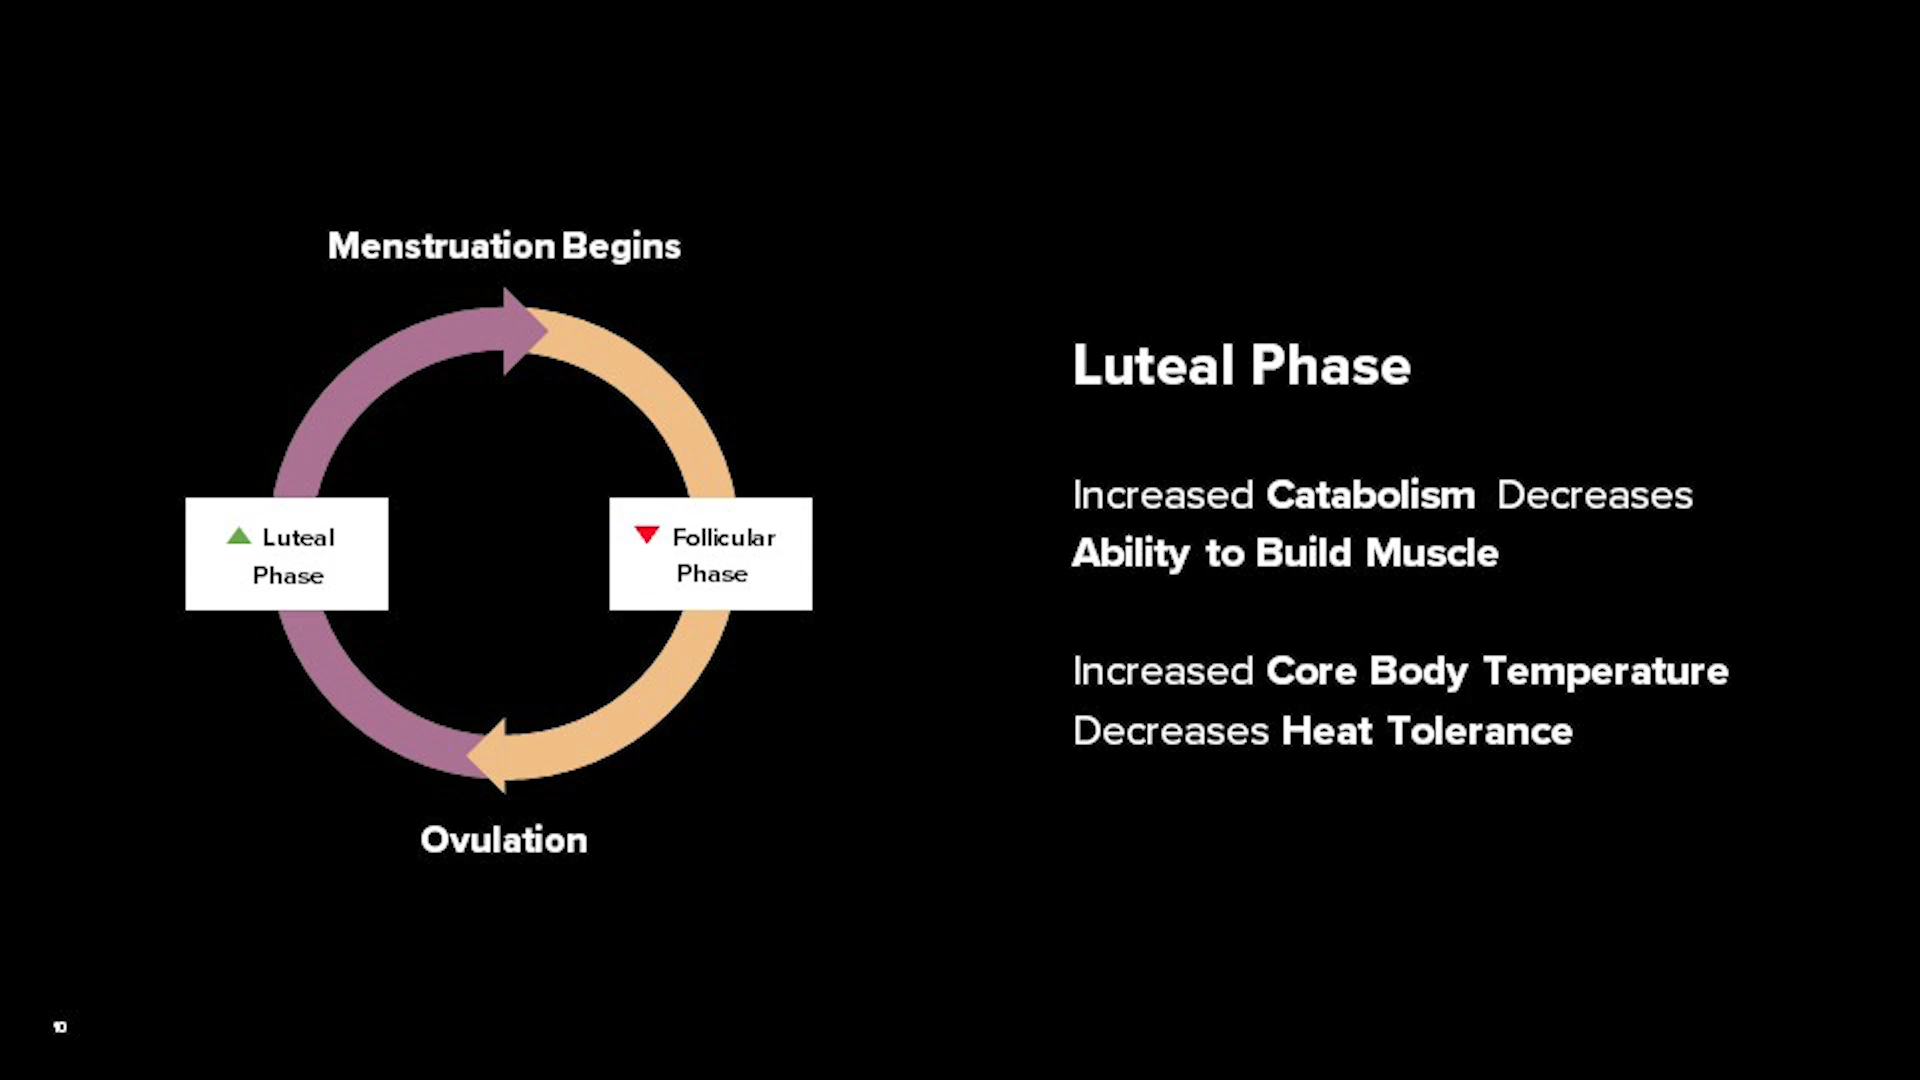 Menstruation Begins
Luteal
Phase
Follicular
Phase
Ovulation
Luteal Phase
Increased Catabolism Decreases
Ability to Build Muscle
Increased Core Body Temperature
Decreases Heat Tolerance
10